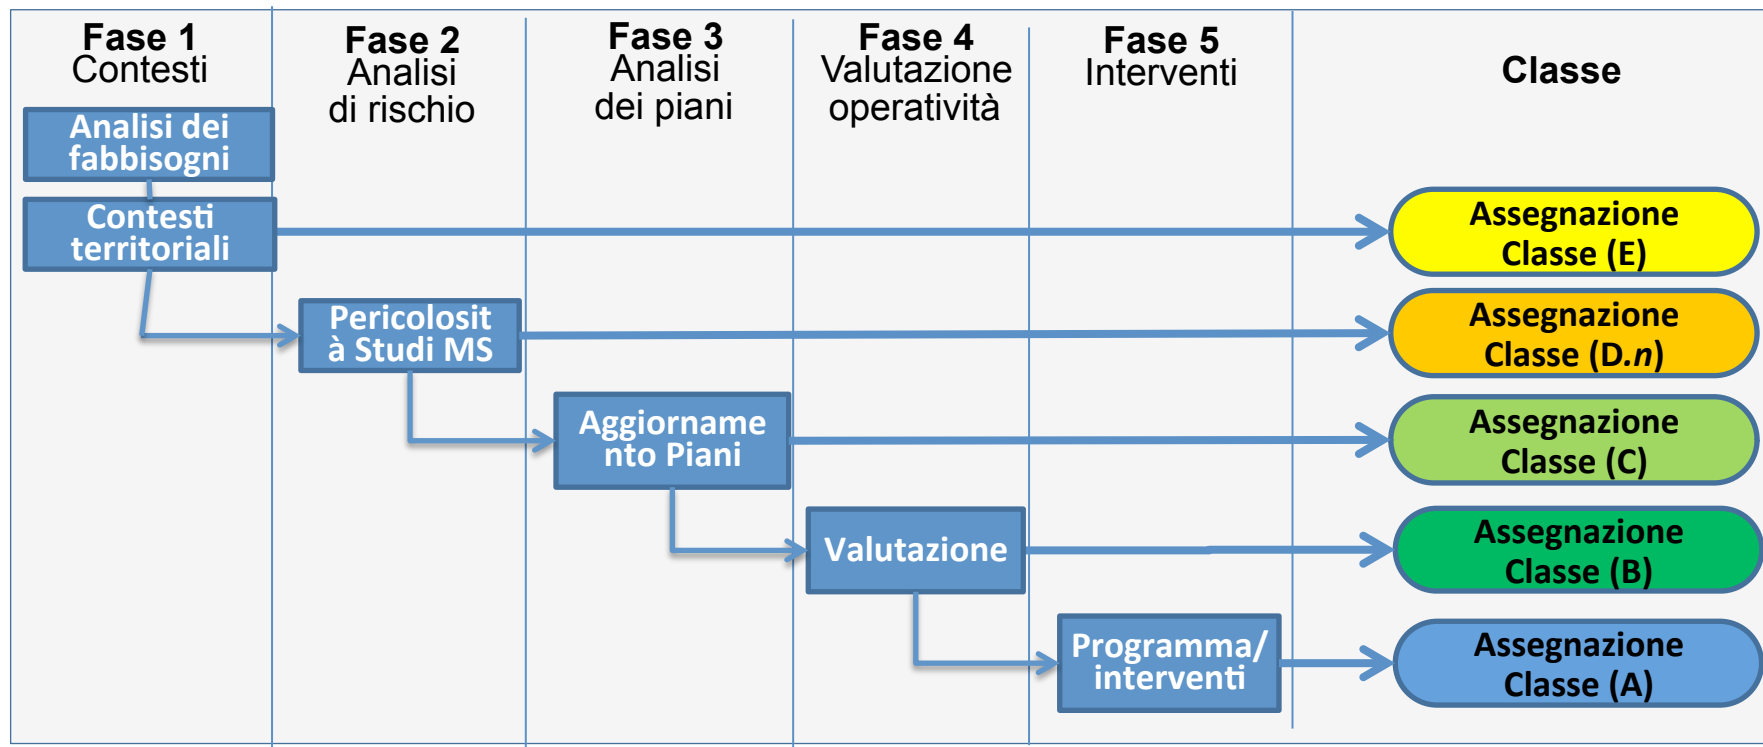 Fase 1
Contesti
Fase 2
Analisi
di rischio
Fase 3
Analisi
dei piani
Fase 4
Valutazione
operatività
Fase 5
Interventi
Classe
Analisi dei
fabbisogni
Contesti
territoriali
Assegnazione
Classe (E)
Pericolosit
à Studi MS
Assegnazione
Classe (D.n)
Aggiorname
nto Piani
Assegnazione
Classe (C)
Valutazione
Assegnazione
Classe (B)
Programma/
interventi
Assegnazione
Classe (A)